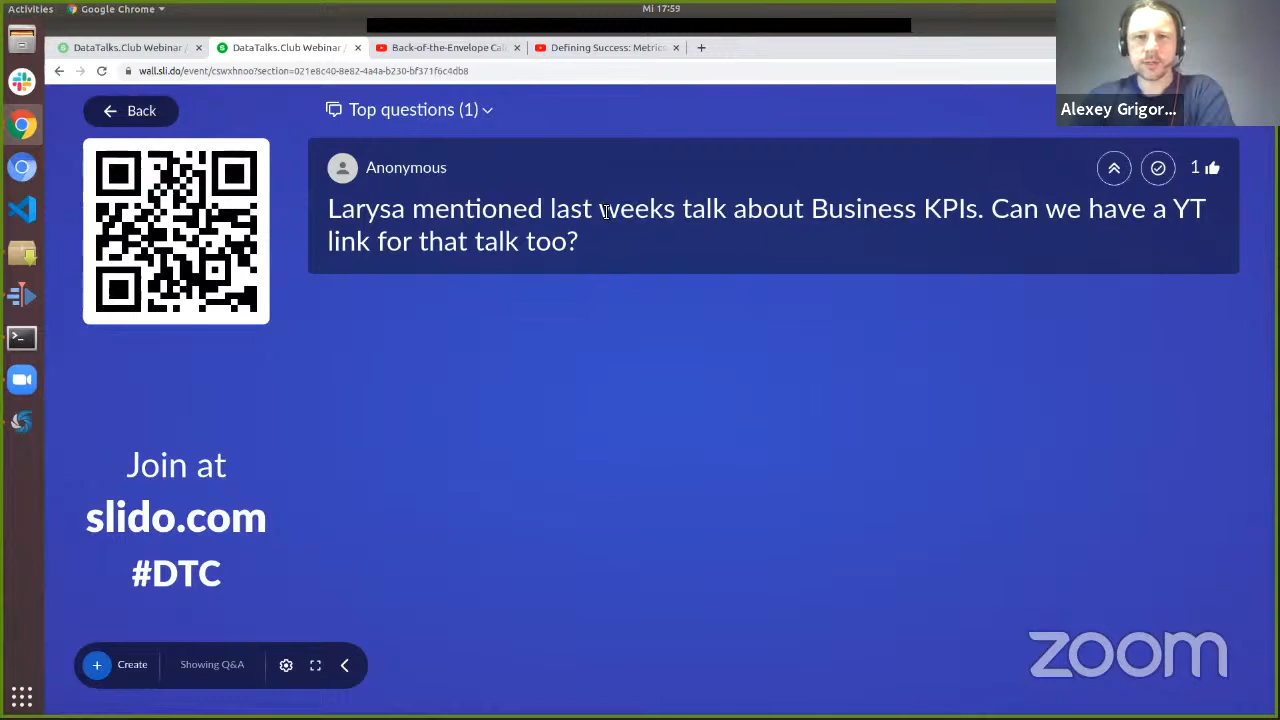 Activities Google Chrome Mi 17:59
DataTalks.Club Webinar / DataTalks.Club Webinar / Back-of-the-Envelope Cal Defining Success: Metrics
wall.sli.do/event/cswxhnoo?section=021e8c40-8e82-4a4a-b230-bf371f6c4db8
Alexey Grigor...
Back
Top questions (1)
Anonymous
1
Larysa mentioned last weeks talk about Business KPIs. Can we have a YT
link for that talk too?
Join at
slido.com
#DTC
Create Showing Q&A
zoom